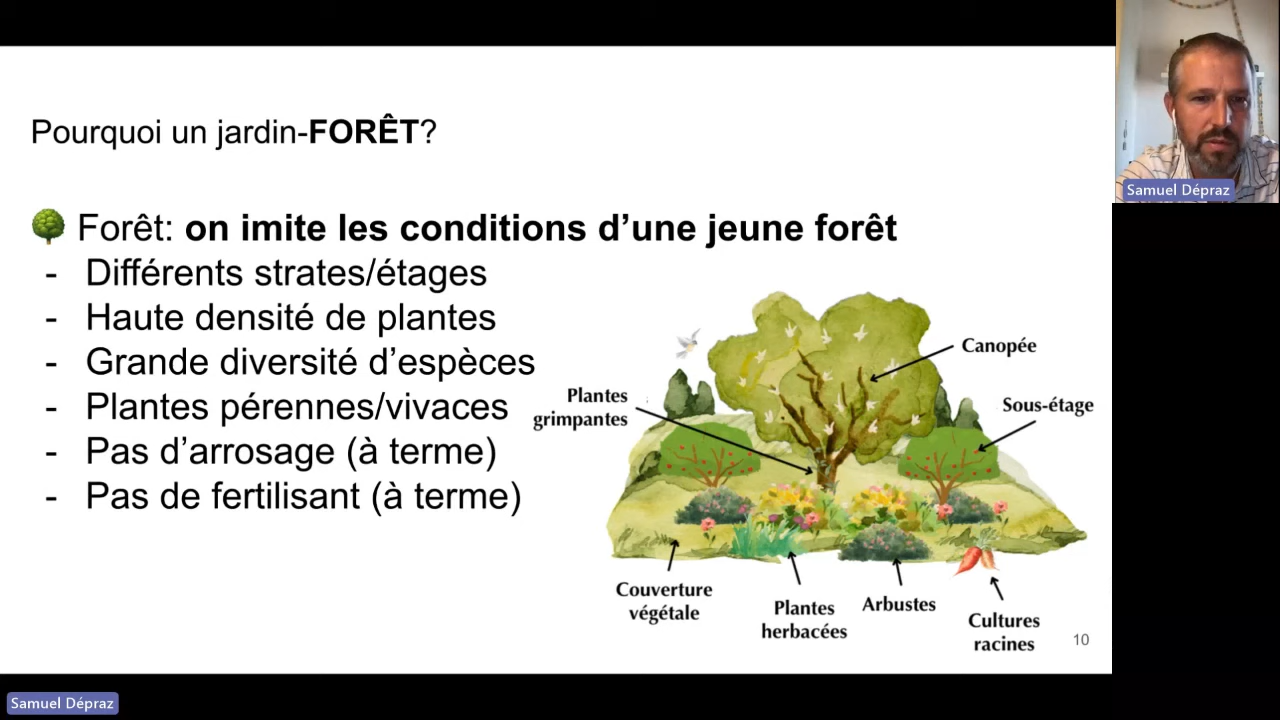 Pourquoi un jardin-FORÊT?
Forêt: on imite les conditions d’une jeune forêt
- Différents strates/étages
- Haute densité de plantes
- Grande diversité d’espèces
- Plantes pérennes/vivaces
- Pas d’arrosage (à terme)
- Pas de fertilisant (à terme)
Canopée
Plantes
grimpantes
Sous-étage
Couverture
végétale
Plantes
herbacées
Arbustes
Cultures
racines
10
Samuel Dépraz
Samuel Dépraz